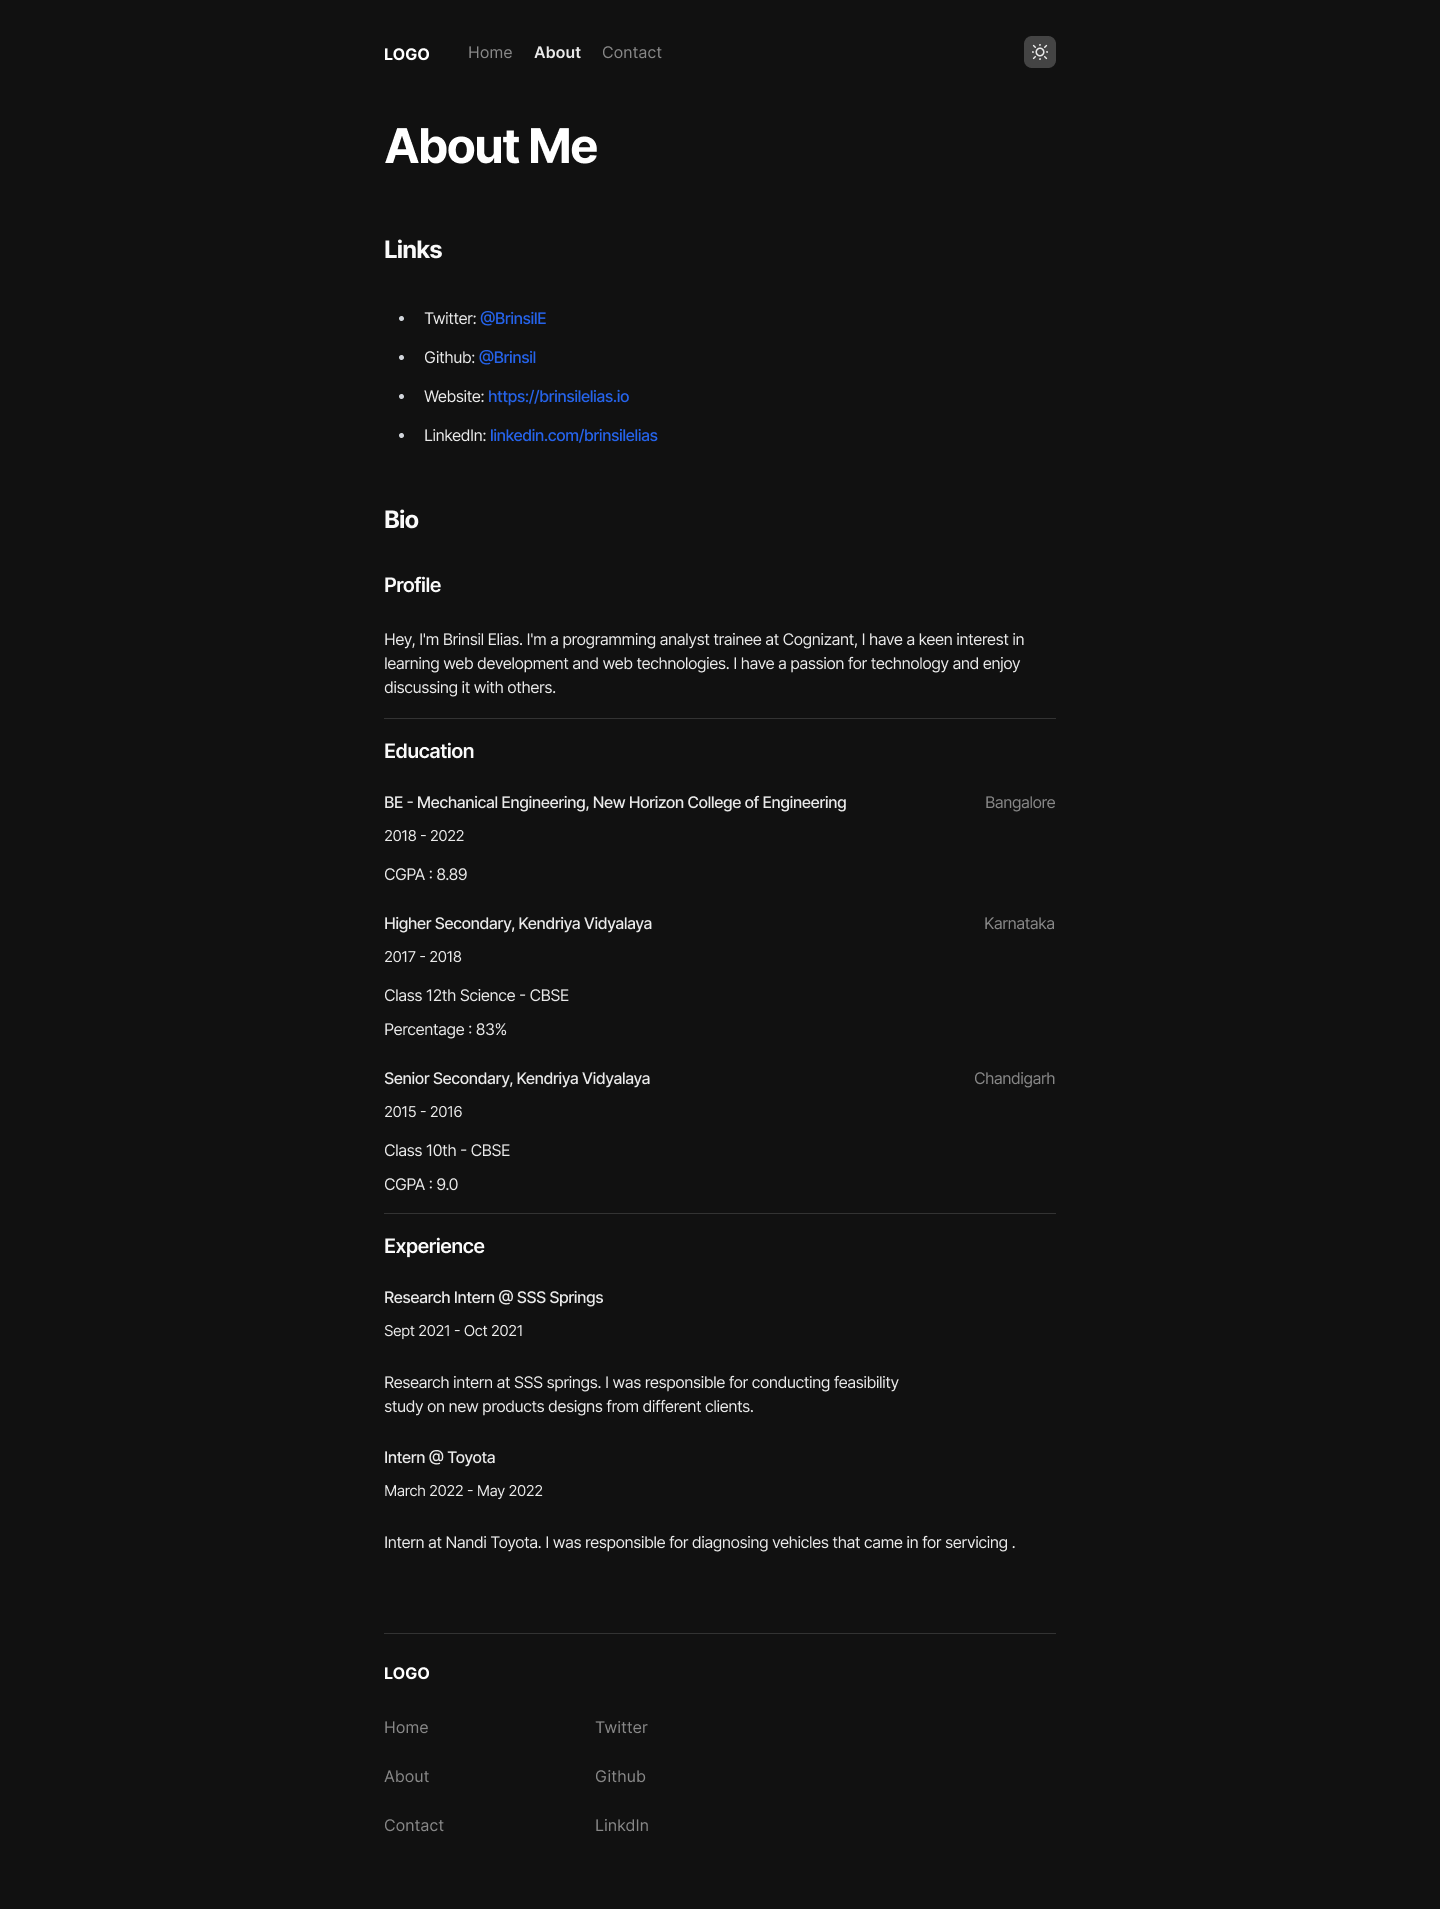 LOGO Home About Contact
About Me
Links
• Twitter: @BrinsilE
• Github: @Brinsil
• Website: https://brinsilelias.io
• LinkedIn: linkedin.com/brinsilelias
Bio
Profile
Hey, I'm Brinsil Elias. I'm a programming analyst trainee at Cognizant, I have a keen interest in
learning web development and web technologies. I have a passion for technology and enjoy
discussing it with others.
Education
BE - Mechanical Engineering, New Horizon College of Engineering Bangalore
2018 - 2022
CGPA : 8.89
Higher Secondary, Kendriya Vidyalaya Karnataka
2017 - 2018
Class 12th Science - CBSE
Percentage : 83%
Senior Secondary, Kendriya Vidyalaya Chandigarh
2015 - 2016
Class 10th - CBSE
CGPA : 9.0
Experience
Research Intern @ SSS Springs
Sept 2021 - Oct 2021
Research intern at SSS springs. I was responsible for conducting feasibility
study on new products designs from different clients.
Intern @ Toyota
March 2022 - May 2022
Intern at Nandi Toyota. I was responsible for diagnosing vehicles that came in for servicing .
LOGO
Home Twitter
About Github
Contact LinkdIn